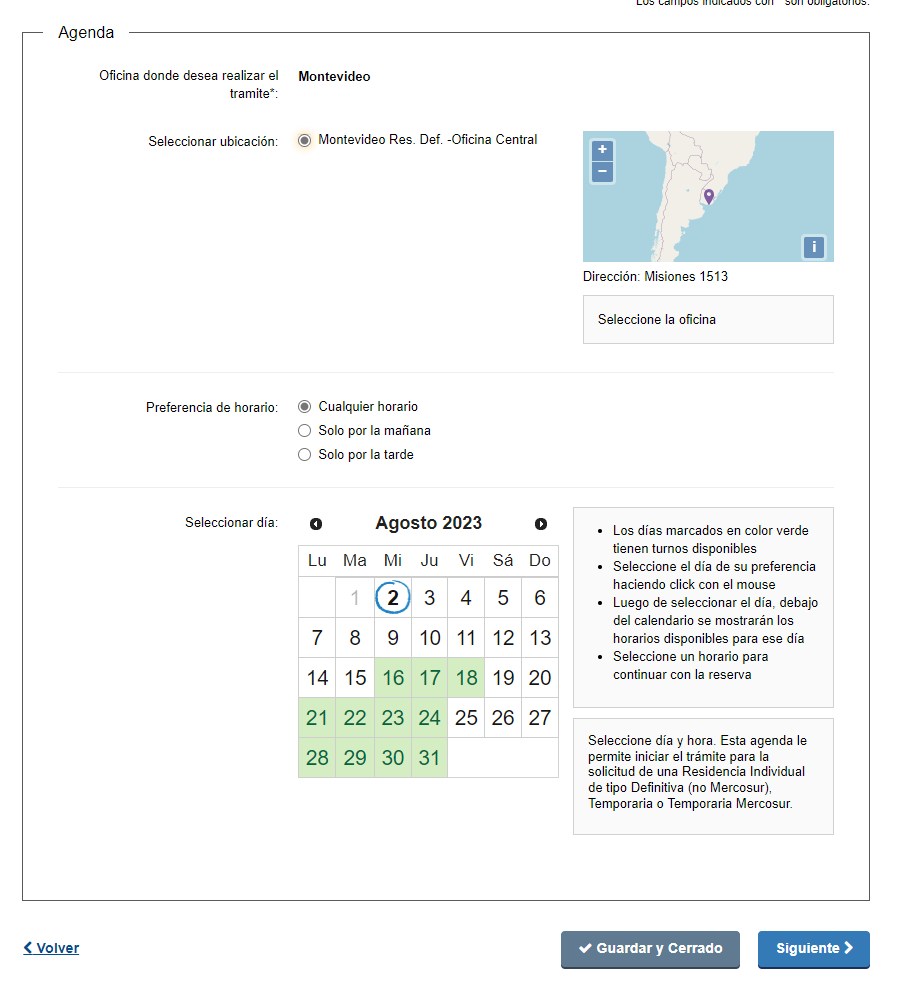 Los campos indicados con * son obligatorios.
Agenda
Oficina donde desea realizar el
tramite*:
Montevideo
Seleccionar ubicación:
Montevideo Res. Def. -Oficina Central
+
−
i
Dirección: Misiones 1513
Seleccione la oficina
Preferencia de horario:
Cualquier horario
Solo por la mañana
Solo por la tarde
Seleccionar día:
Agosto 2023
Lu Ma Mi Ju Vi Sá Do
1 2 3 4 5 6
7 8 9 10 11 12 13
14 15 16 17 18 19 20
21 22 23 24 25 26 27
28 29 30 31
• Los días marcados en color verde
tienen turnos disponibles
• Seleccione el día de su preferencia
haciendo click con el mouse
• Luego de seleccionar el día, debajo
del calendario se mostrarán los
horarios disponibles para ese día
• Seleccione un horario para
continuar con la reserva
Seleccione día y hora. Esta agenda le
permite iniciar el trámite para la
solicitud de una Residencia Individual
de tipo Definitiva (no Mercosur),
Temporaria o Temporaria Mercosur.
Volver
Guardar y Cerrado
Siguiente